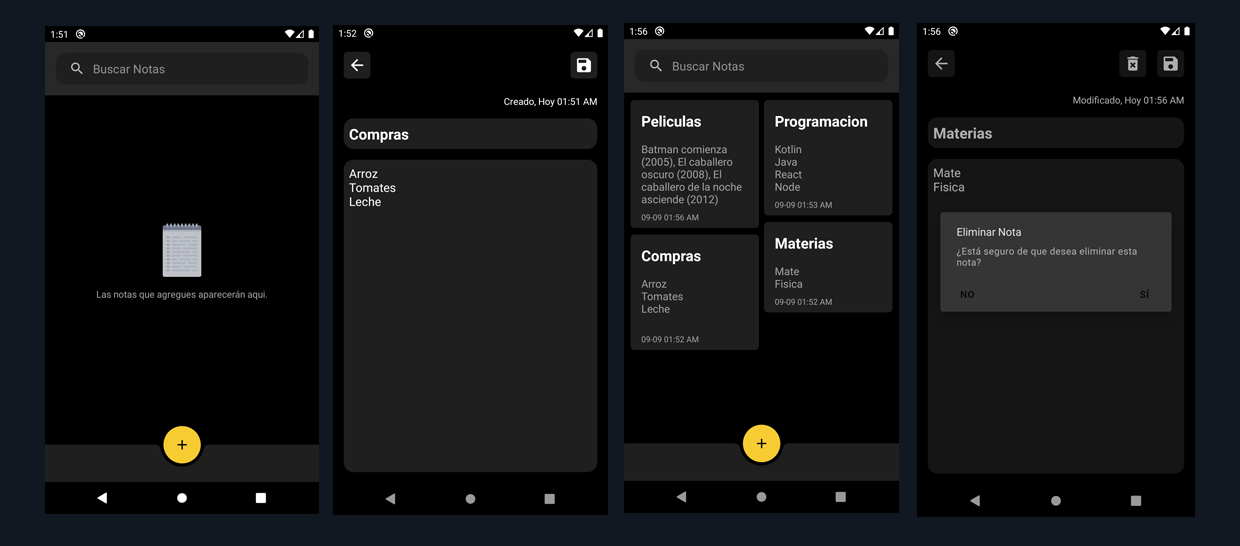 1:51
Buscar Notas
Las notas que agregues aparecerán aqui.
+
1:52
Creado, Hoy 01:51 AM
Compras
Arroz
Tomates
Leche
1:56
Buscar Notas
Peliculas
Batman comienza
(2005), El caballero
oscuro (2008), El
caballero de la noche
asciende (2012)
09-09 01:56 AM
Compras
Arroz
Tomates
Leche
09-09 01:52 AM
Programacion
Kotlin
Java
React
Node
09-09 01:53 AM
Materias
Mate
Fisica
09-09 01:52 AM
+
1:56
Modificado, Hoy 01:56 AM
Materias
Mate
Fisica
Eliminar Nota
¿Está seguro de que desea eliminar esta
nota?
NO
SÍ